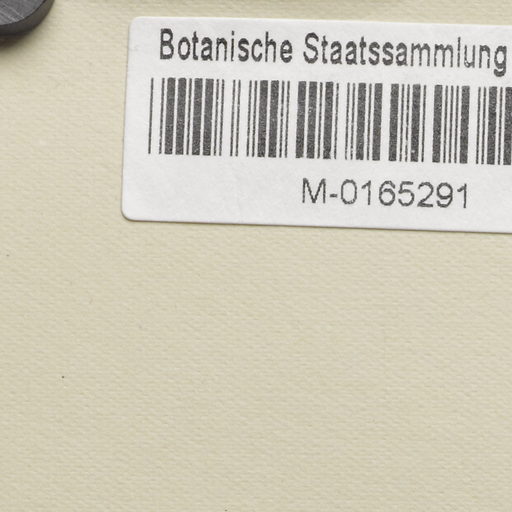 Botanische Staatssammlung
M-0165291